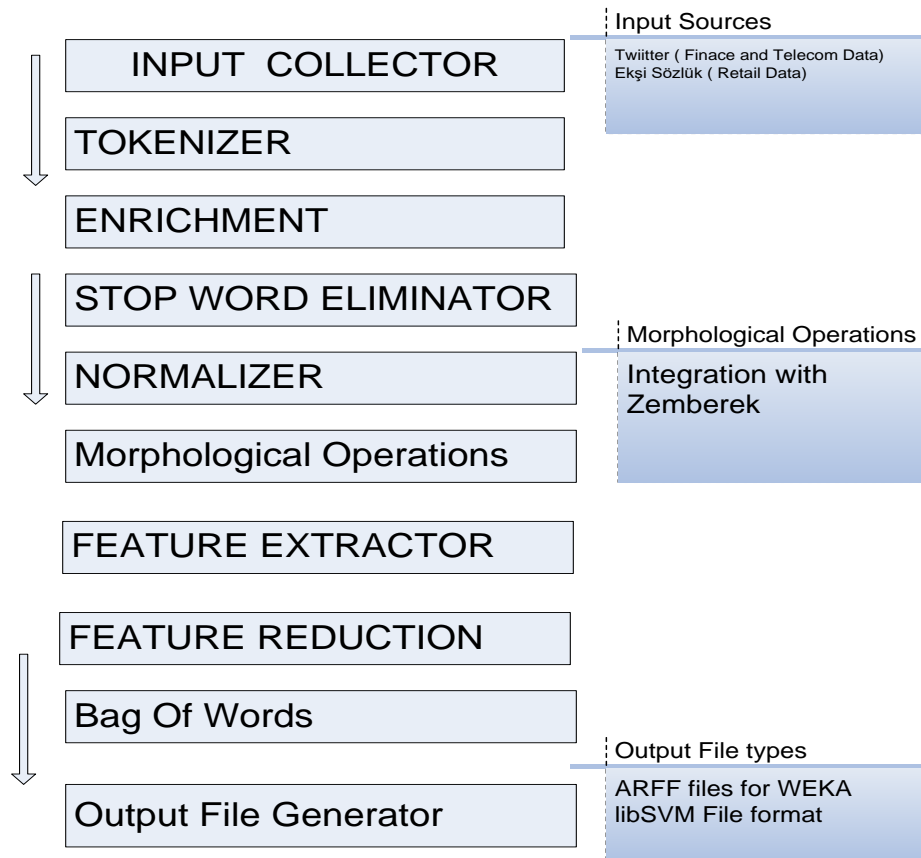 Input Sources
INPUT COLLECTOR
Twiitter ( Finace and Telecom Data)
Ekşi Sözlük ( Retail Data)
TOKENIZER
ENRICHMENT
STOP WORD ELIMINATOR
Morphological Operations
NORMALIZER
Integration with
Zemberek
Morphological Operations
FEATURE EXTRACTOR
FEATURE REDUCTION
Bag Of Words
Output File types
ARFF files for WEKA
libSVM File format
Output File Generator